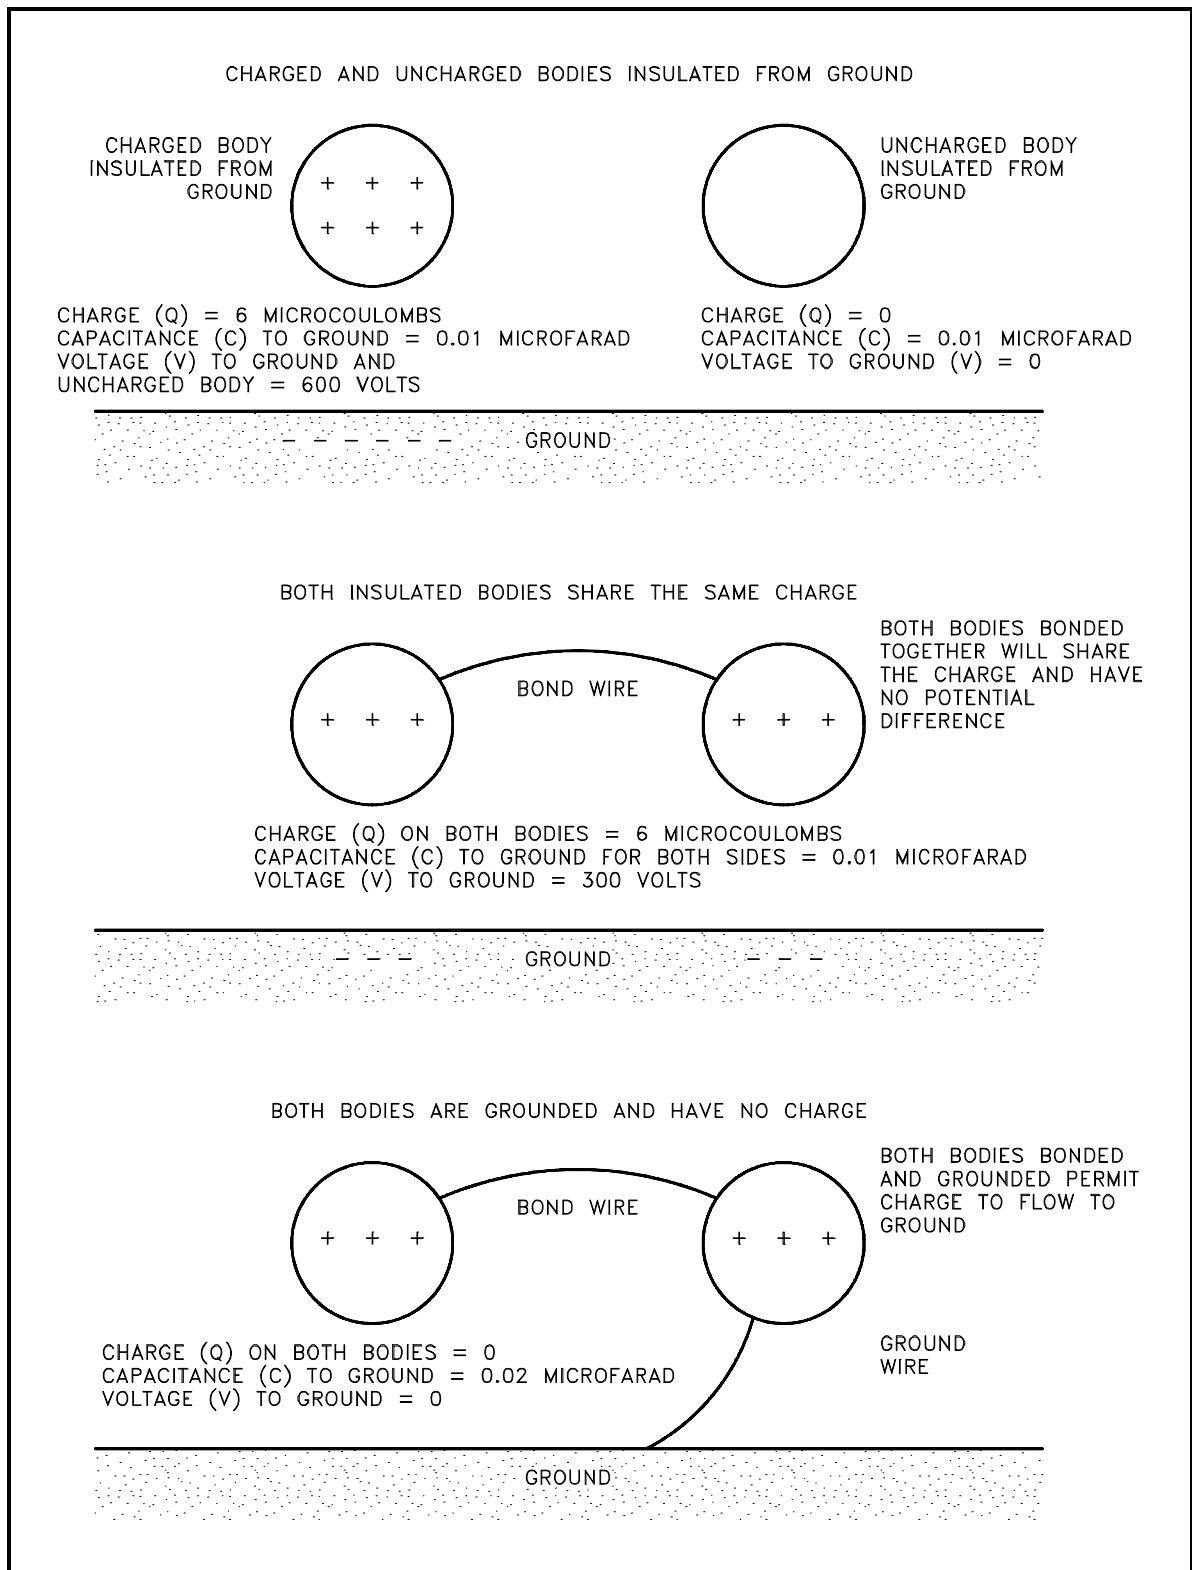 CHARGED AND UNCHARGED BODIES INSULATED FROM GROUND
CHARGED BODY
INSULATED FROM
GROUND
+ + +
+ + +
UNCHARGED BODY
INSULATED FROM
GROUND
CHARGE (Q) = 6 MICROCOULOMBS
CAPACITANCE (C) TO GROUND = 0.01 MICROFARAD
VOLTAGE (V) TO GROUND AND
UNCHARGED BODY = 600 VOLTS
CHARGE (Q) = 0
CAPACITANCE (C) = 0.01 MICROFARAD
VOLTAGE TO GROUND (V) = 0
– – – – – – GROUND
BOTH INSULATED BODIES SHARE THE SAME CHARGE
BOTH BODIES BONDED
TOGETHER WILL SHARE
THE CHARGE AND HAVE
NO POTENTIAL
DIFFERENCE
BOND WIRE
+ + + + + +
CHARGE (Q) ON BOTH BODIES = 6 MICROCOULOMBS
CAPACITANCE (C) TO GROUND FOR BOTH SIDES = 0.01 MICROFARAD
VOLTAGE (V) TO GROUND = 300 VOLTS
– – – GROUND – – –
BOTH BODIES ARE GROUNDED AND HAVE NO CHARGE
BOTH BODIES BONDED
AND GROUNDED PERMIT
CHARGE TO FLOW TO
GROUND
BOND WIRE
+ + + + + +
GROUND
WIRE
CHARGE (Q) ON BOTH BODIES = 0
CAPACITANCE (C) TO GROUND = 0.02 MICROFARAD
VOLTAGE (V) TO GROUND = 0
GROUND